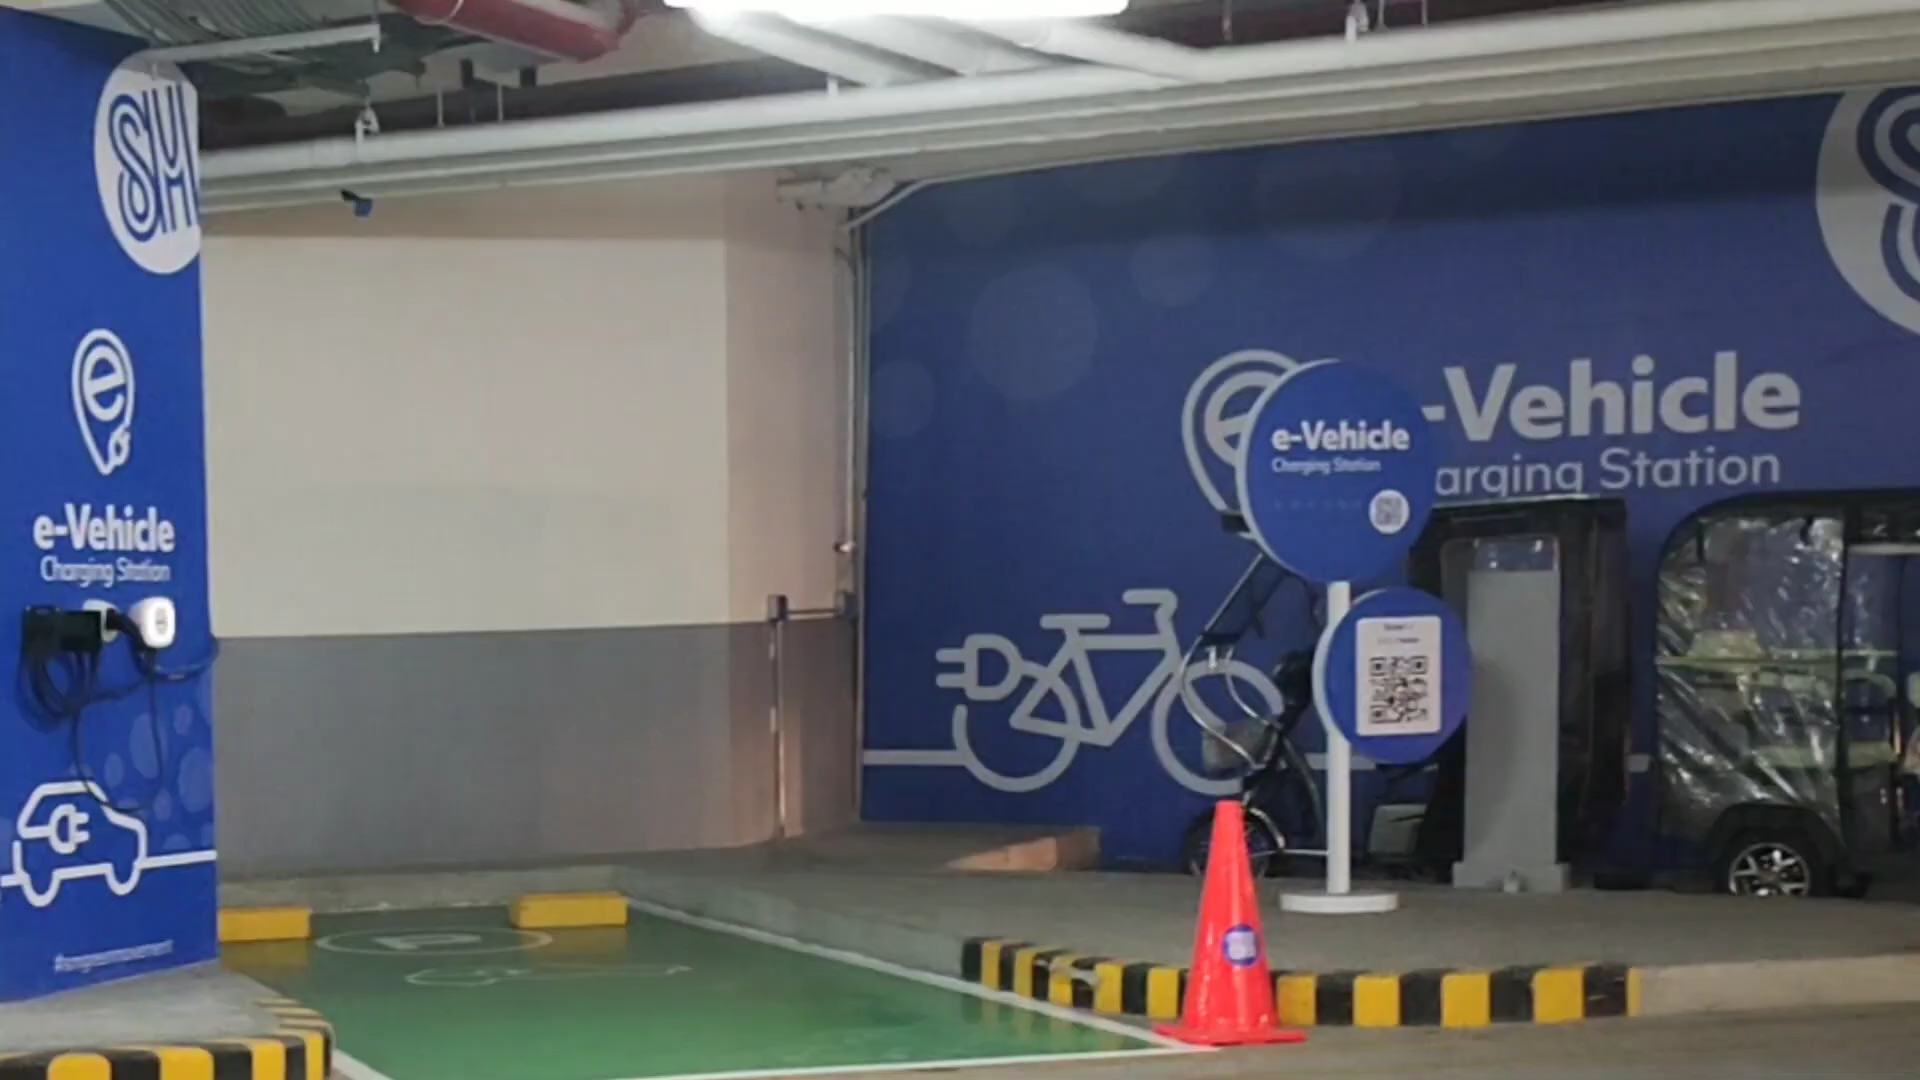 SM
e-Vehicle
Charging Station
e-Vehicle
Charging Station
-Vehicle
arging Station